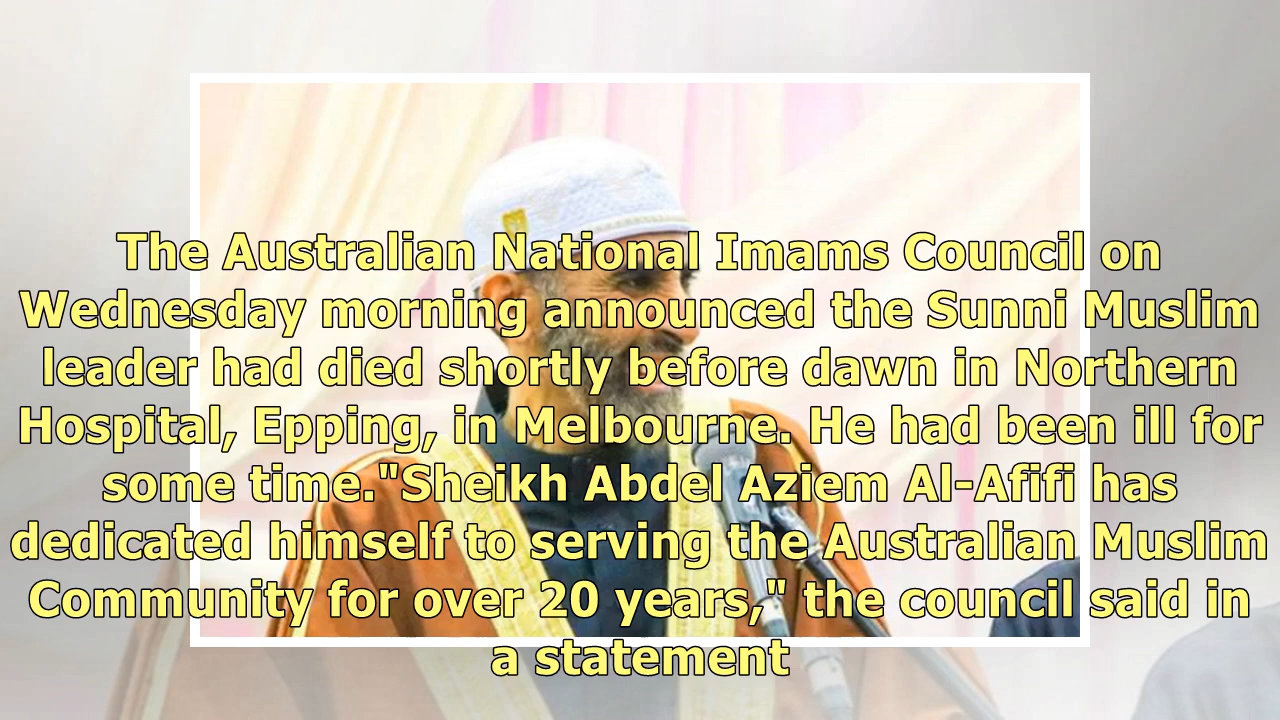 The Australian National Imams Council on
Wednesday morning announced the Sunni Muslim
leader had died shortly before dawn in Northern
Hospital, Epping, in Melbourne. He had been ill for
some time."Sheikh Abdel Aziem Al-Afifi has
dedicated himself to serving the Australian Muslim
Community for over 20 years," the council said in
a statement